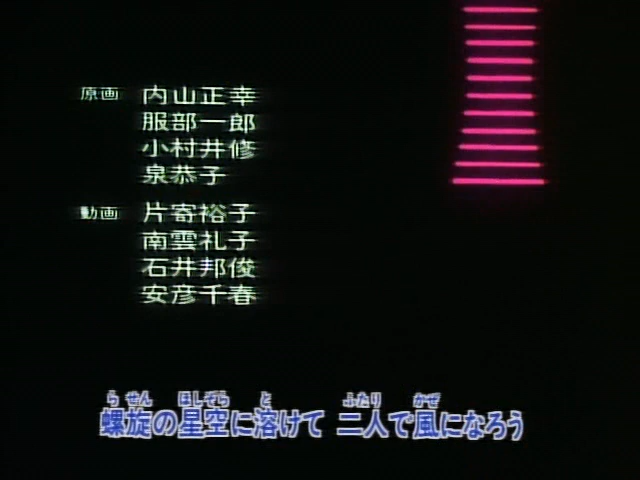 原画 内山正幸
服部一郎
小村井修
泉恭子
動画 片寄裕子
南雲礼子
石井邦俊
安彦千春
らせん はしぞら と ふたり かぜ
螺旋の星空に溶けて 二人で風になろう